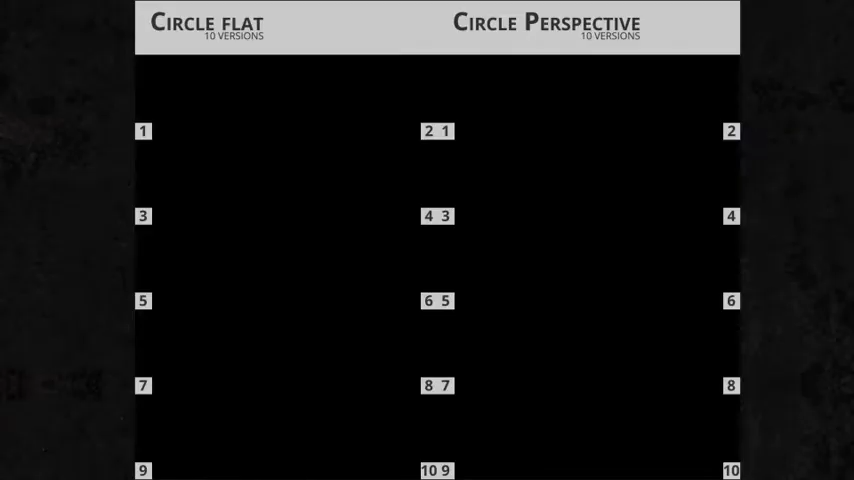 CIRCLE FLAT
10 VERSIONS
CIRCLE PERSPECTIVE
10 VERSIONS
1 2 1 2
3 4 3 4
5 6 5 6
7 8 7 8
9 10 9 10